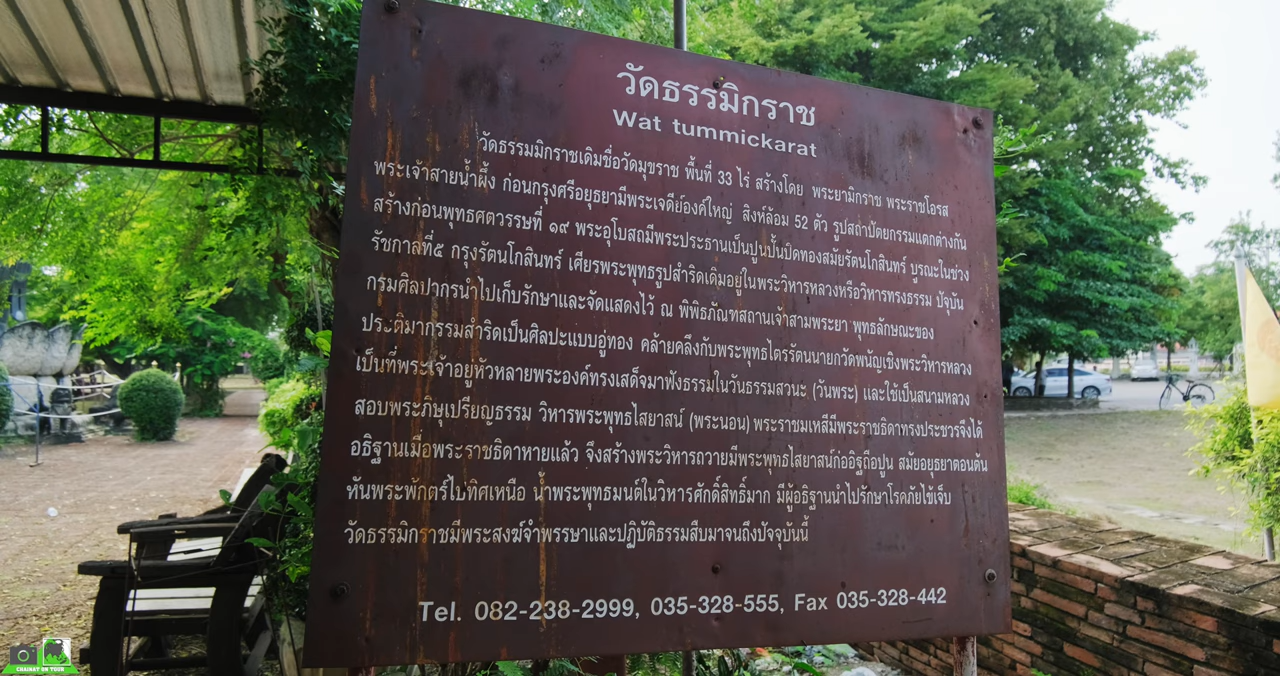 วัดธรรมิกราช
Wat tummickarat
วัดธรรมมิกราชเดิมชื่อวัดมุขราช พื้นที่ 33 ไร่ สร้างโดย พระยามิกราช พระราชโอรส
พระเจ้าสายน้ำผึ้ง ก่อนกรุงศรีอยุธยามีพระเจดีย์องค์ใหญ่ สิงห์ล้อม 52 ตัว รูปสถาปัตยกรรมแตกต่างกัน
สร้างก่อนพุทธศตวรรษที่ ๑๙ พระอุโบสถมีพระประธานเป็นปูนปั้นปิดทองสมัยรัตนโกสินทร์ บูรณะในช่วง
รัชกาลที่๕ กรุงรัตนโกสินทร์ เศียรพระพุทธรูปสำริดเดิมอยู่ในพระวิหารหลวงหรือวิหารทรงธรรม ปัจุบัน
กรมศิลปากรนำไปเก็บรักษาและจัดแสดงไว้ ณ พิพิธภัณฑสถานเจ้าสามพระยา พุทธลักษณะของ
ประติมากรรมสำริดเป็นศิลปะแบบอู่ทอง คล้ายคลึงกับพระพุทธไตรรัตนนายกวัดพนัญเชิงพระวิหารหลวง
เป็นที่พระเจ้าอยู่หัวหลายพระองค์ทรงเสด็จมาฟังธรรมในวันธรรมสวนะ (วันพระ) และใช้เป็นสนามหลวง
สอบพระภิษุเปรียญธรรม วิหารพระพุทธไสยาสน์ (พระนอน) พระราชมเหสีมีพระราชธิดาทรงประชวรจึงได้
อธิฐานเมื่อพระราชธิดาหายแล้ว จึงสร้างพระวิหารถวายมีพระพุทธไสยาสน์ก่ออิฐถือปูน สมัยอยุธยาตอนต้น
หันพระพักตร์ไปทิศเหนือ น้ำพระพุทธมนต์ในวิหารศักดิ์สิทธิ์มาก มีผู้อธิฐานนำไปรักษาโรคภัยไข้เจ็บ
วัดธรรมิกราชมีพระสงฆ์จำพรรษาและปฏิบัติธรรมสืบมาจนถึงปัจจุบันนี้
Tel. 082-238-2999, 035-328-555, Fax 035-328-442
CHAINAY ON TOUR